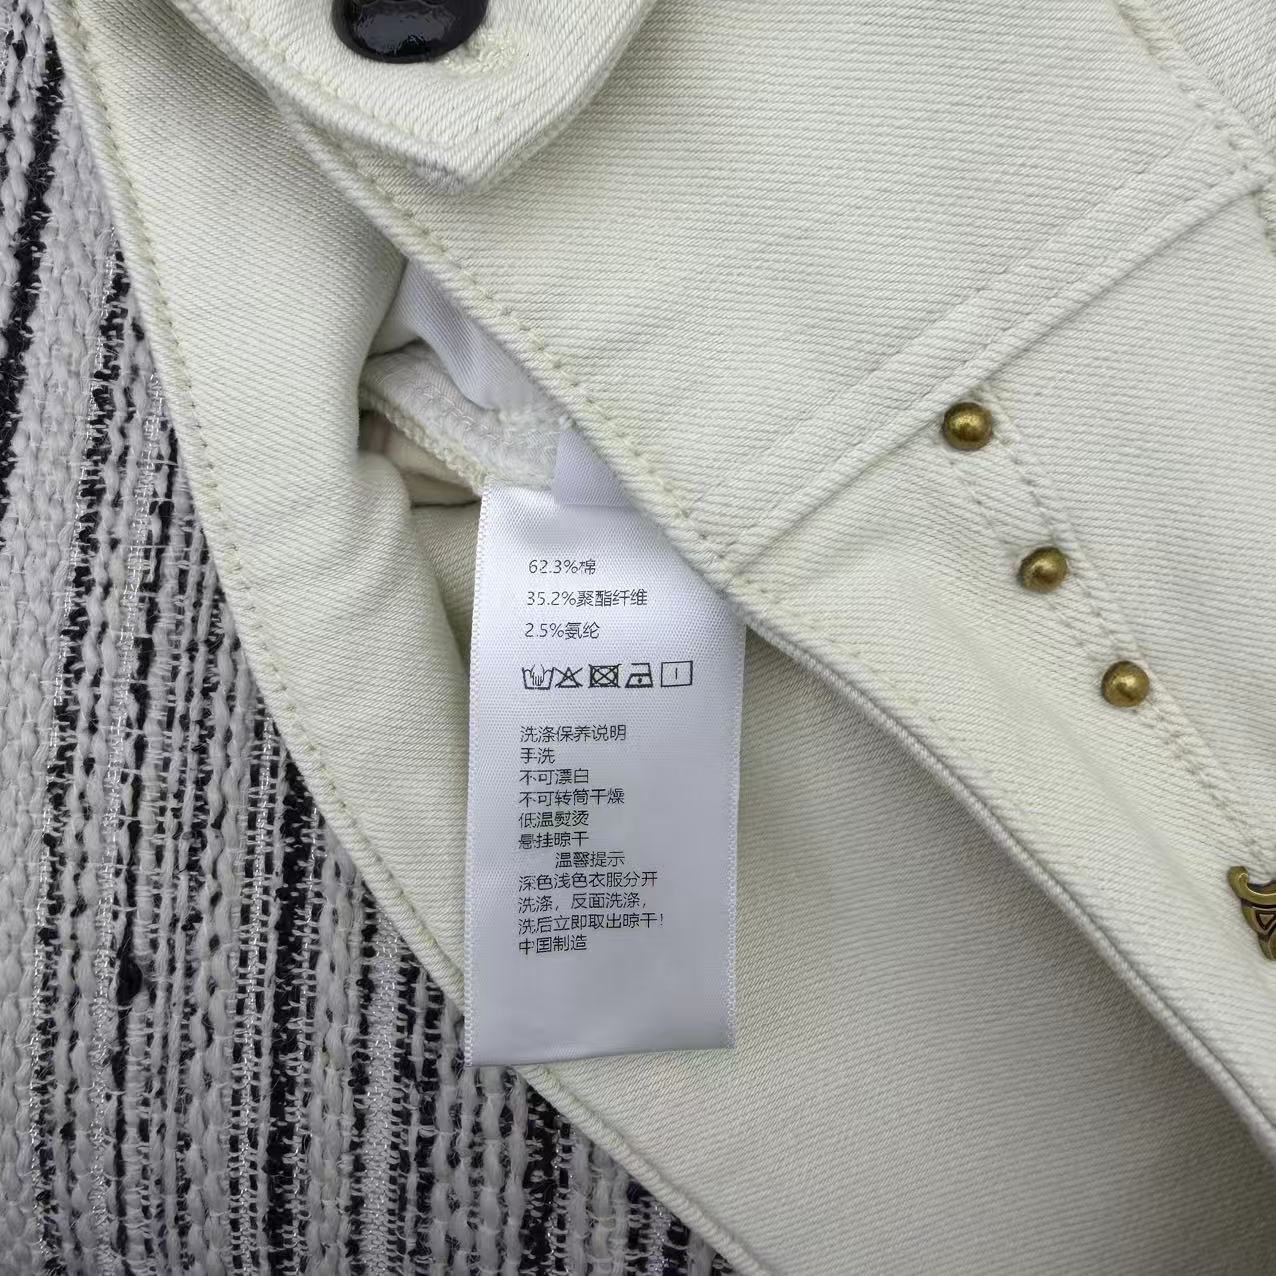 62.3%棉
35.2%聚酯纤维
2.5%氨纶
洗涤保养说明
手洗
不可漂白
不可转筒干燥
低温熨烫
悬挂晾干
温馨提示
深色浅色衣服分开
洗涤，反面洗涤，
洗后立即取出晾干！
中国制造